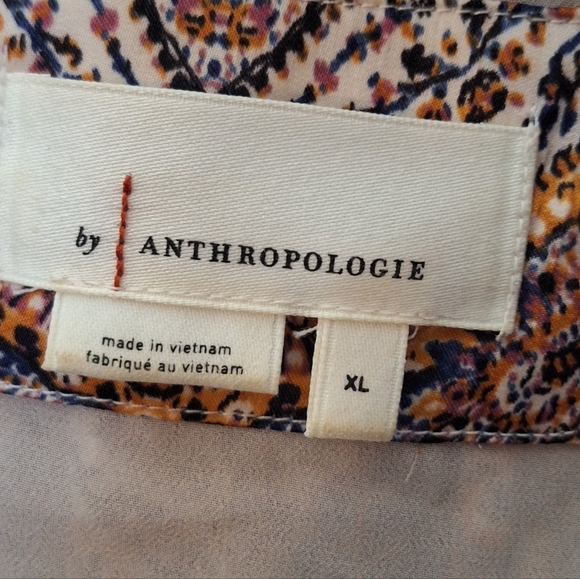 by ANTHROPOLOGIE
made in vietnam
fabriqué au vietnam
XL